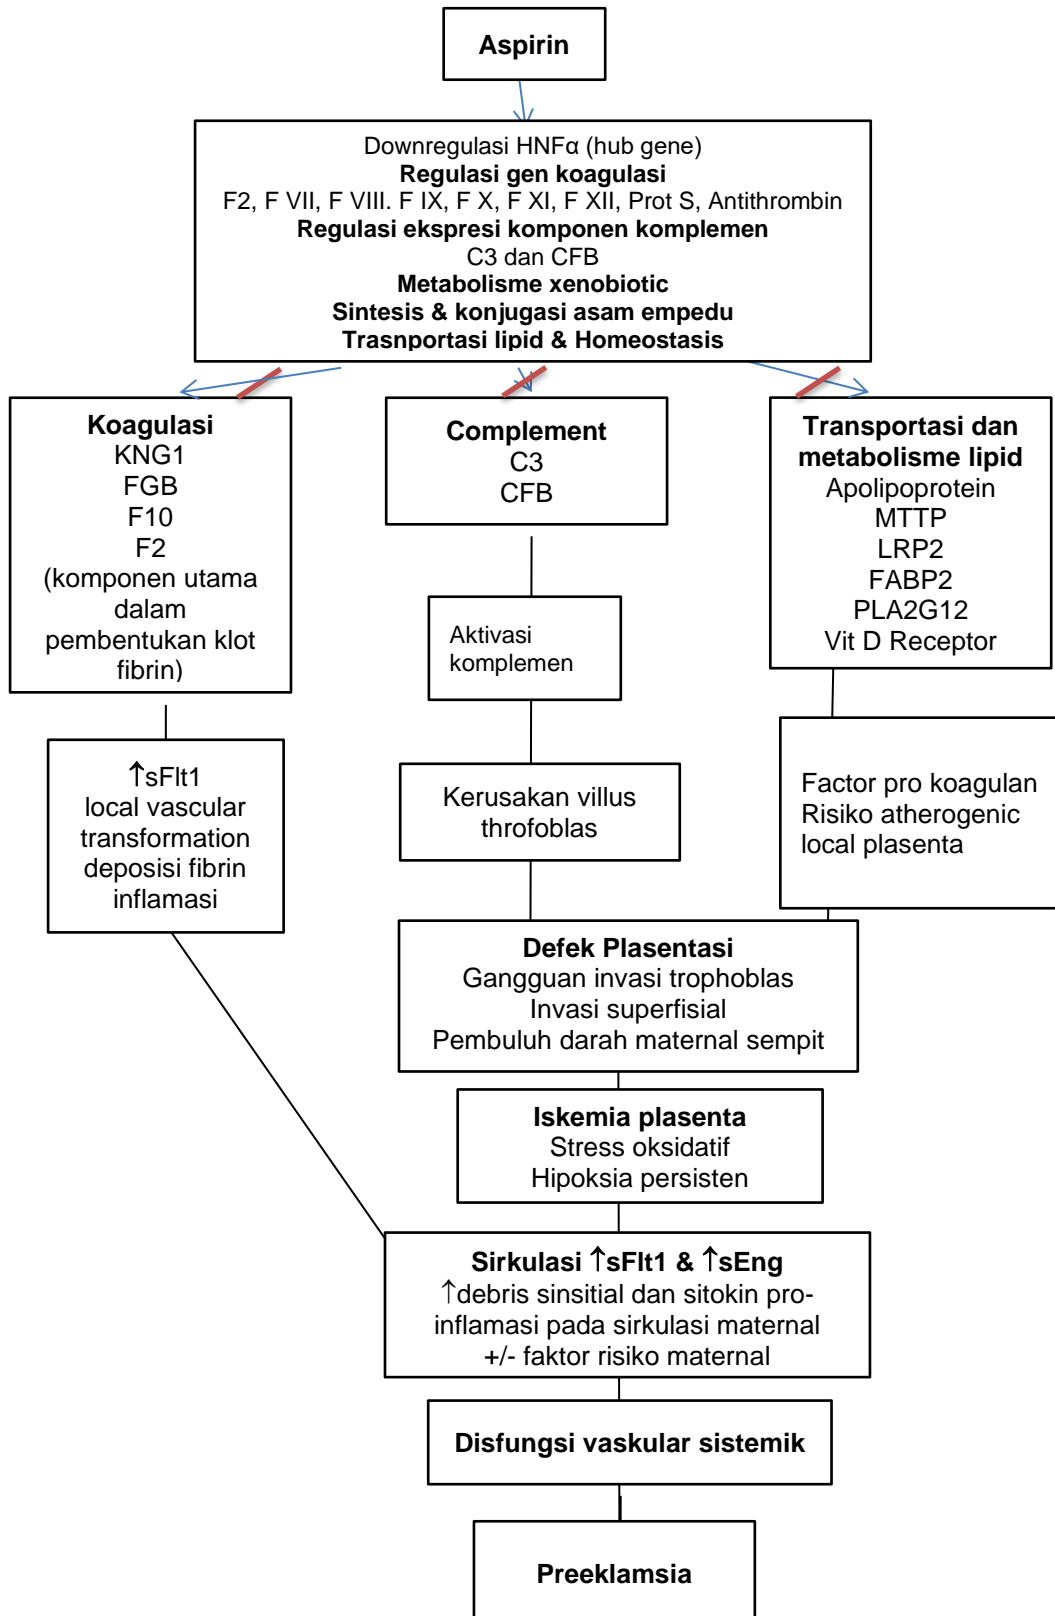 Aspirin
Downregulasi HNFα (hub gene)
Regulasi gen koagulasi
F2, F VII, F VIII. F IX, F X, F XI, F XII, Prot S, Antithrombin
Regulasi ekspresi komponen komplemen
C3 dan CFB
Metabolisme xenobiotic
Sintesis & konjugasi asam empedu
Trasnportasi lipid & Homeostasis
Koagulasi
KNG1
FGB
F10
F2
(komponen utama
dalam
pembentukan klot
fibrin)
Complement
C3
CFB
Transportasi dan
metabolisme lipid
Apolipoprotein
MTTP
LRP2
FABP2
PLA2G12
Vit D Receptor
Aktivasi
komplemen
↑sFlt1
local vascular
transformation
deposisi fibrin
inflamasi
Kerusakan villus
throfoblas
Factor pro koagulan
Risiko atherogenic
local plasenta
Defek Plasentasi
Gangguan invasi trophoblas
Invasi superfisial
Pembuluh darah maternal sempit
Iskemia plasenta
Stress oksidatif
Hipoksia persisten
Sirkulasi ↑sFlt1 & ↑sEng
↑debris sinsitial dan sitokin pro-
inflamasi pada sirkulasi maternal
+/- faktor risiko maternal
Disfungsi vaskular sistemik
Preeklamsia